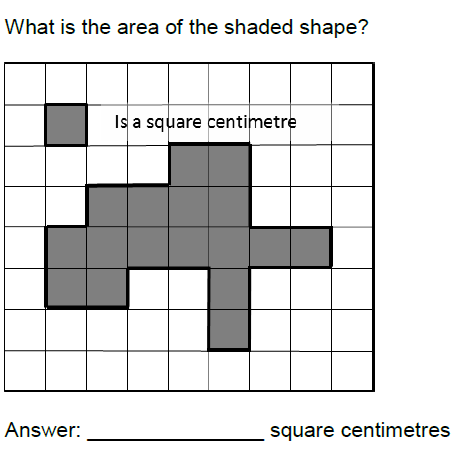 What is the area of the shaded shape?
Is a square centimetre
Answer: _______________ square centimetres